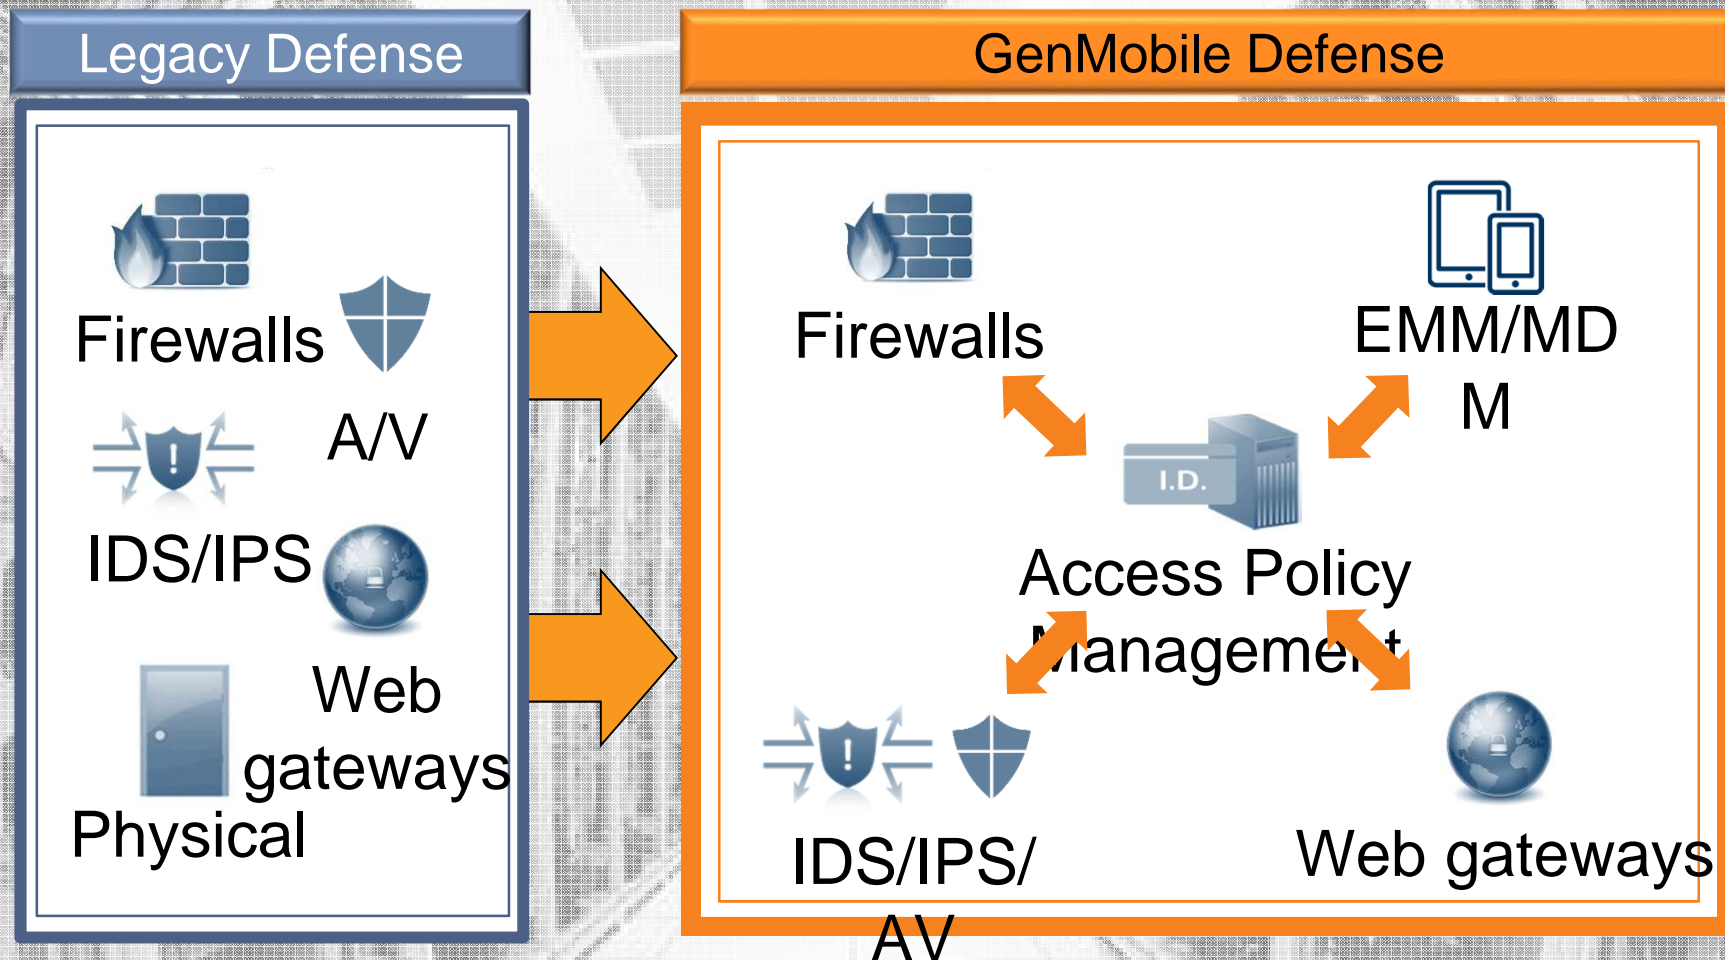 Legacy Defense
Firewalls
A/V
IDS/IPS
Web
gateways
Physical
GenMobile Defense
Firewalls
EMM/MD
M
I.D.
Access Policy
Management
IDS/IPS/
AV
Web gateways